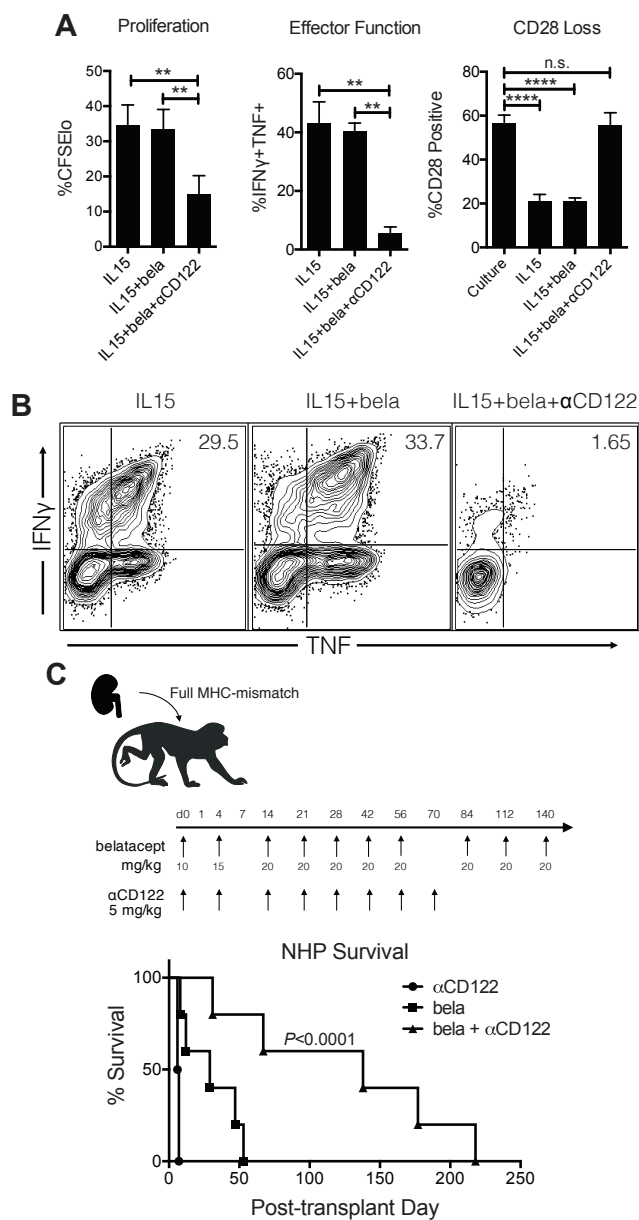 A
Proliferation
Effector Function
CD28 Loss
%CFSElo
50
40
30
20
10
0
**
**
IL15
IL15+bela
IL15+bela+αCD122
%IFNγ+TNF+
60
40
20
0
**
**
IL15
IL15+bela
IL15+bela+αCD122
%CD28 Positive
80
60
40
20
0
n.s.
****
****
Culture
IL15
IL15+bela
IL15+bela+αCD122
B
IL15
IL15+bela
IL15+bela+αCD122
29.5
33.7
1.65
IFNγ
TNF
C
Full MHC-mismatch
d0 1 4 7 14 21 28 42 56 70 84 112 140
belatacept
mg/kg
10 15 20 20 20 20 20 20 20 20
αCD122
5 mg/kg
NHP Survival
αCD122
bela
bela + αCD122
P<0.0001
% Survival
100
50
0
0 50 100 150 200 250
Post-transplant Day